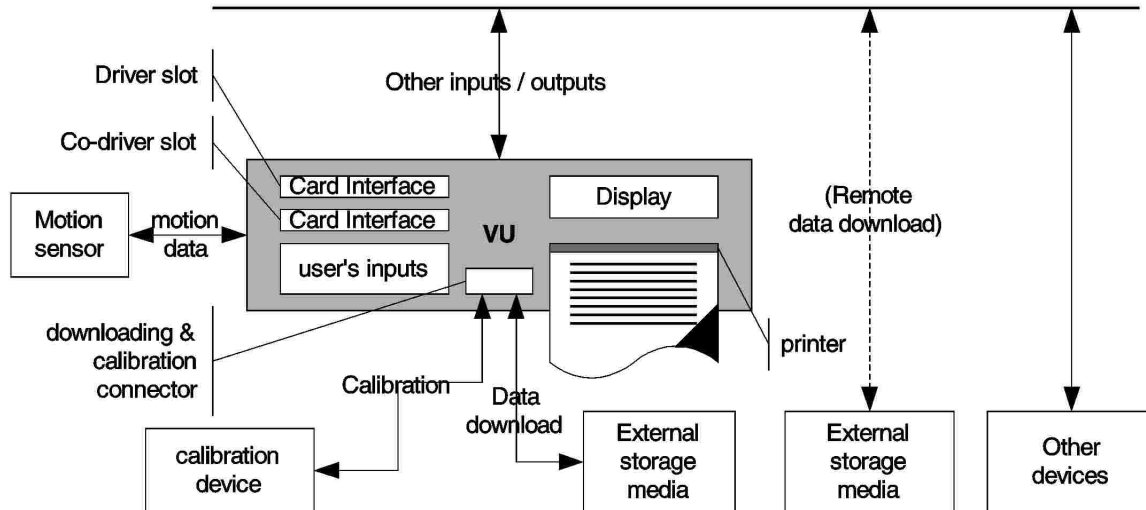 Driver slot
Other inputs / outputs
Co-driver slot
Card Interface
Display
(Remote
data download)
Card Interface
Motion
sensor
motion
data
VU
user's inputs
downloading &
calibration
connector
printer
Calibration
Data
download
calibration
device
External
storage
media
External
storage
media
Other
devices